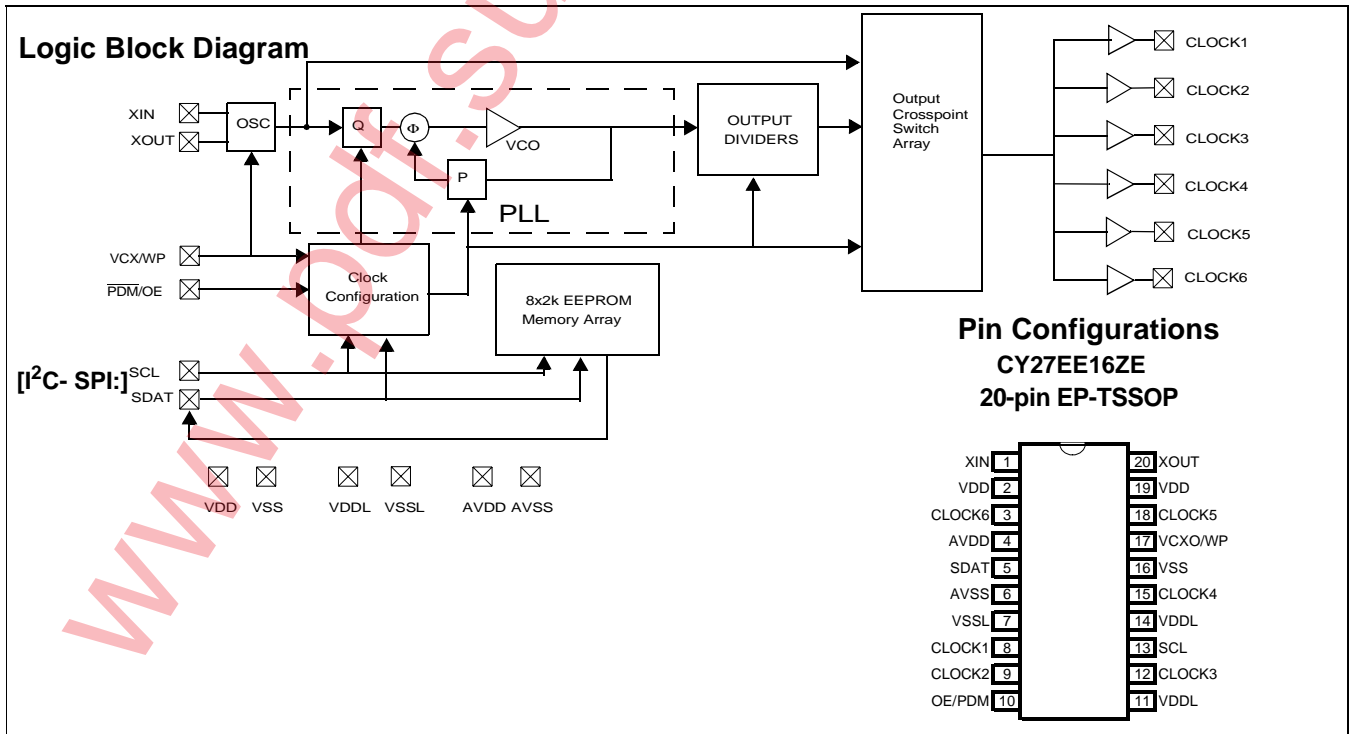 Logic Block Diagram
XIN
XOUT
OSC
Q
Φ
VCO
P
PLL
OUTPUT
DIVIDERS
Output
Crosspoint
Switch
Array
CLOCK1
CLOCK2
CLOCK3
CLOCK4
CLOCK5
CLOCK6
VCX/WP
PDM/OE
Clock
Configuration
8x2k EEPROM
Memory Array
[I²C- SPI:]
SCL
SDAT
VDD VSS VDDL VSSL AVDD AVSS
Pin Configurations
CY27EE16ZE
20-pin EP-TSSOP
XIN 1 20 XOUT
VDD 2 19 VDD
CLOCK6 3 18 CLOCK5
AVDD 4 17 VCXO/WP
SDAT 5 16 VSS
AVSS 6 15 CLOCK4
VSSL 7 14 VDDL
CLOCK1 8 13 SCL
CLOCK2 9 12 CLOCK3
OE/PDM 10 11 VDDL
www.pdf.su